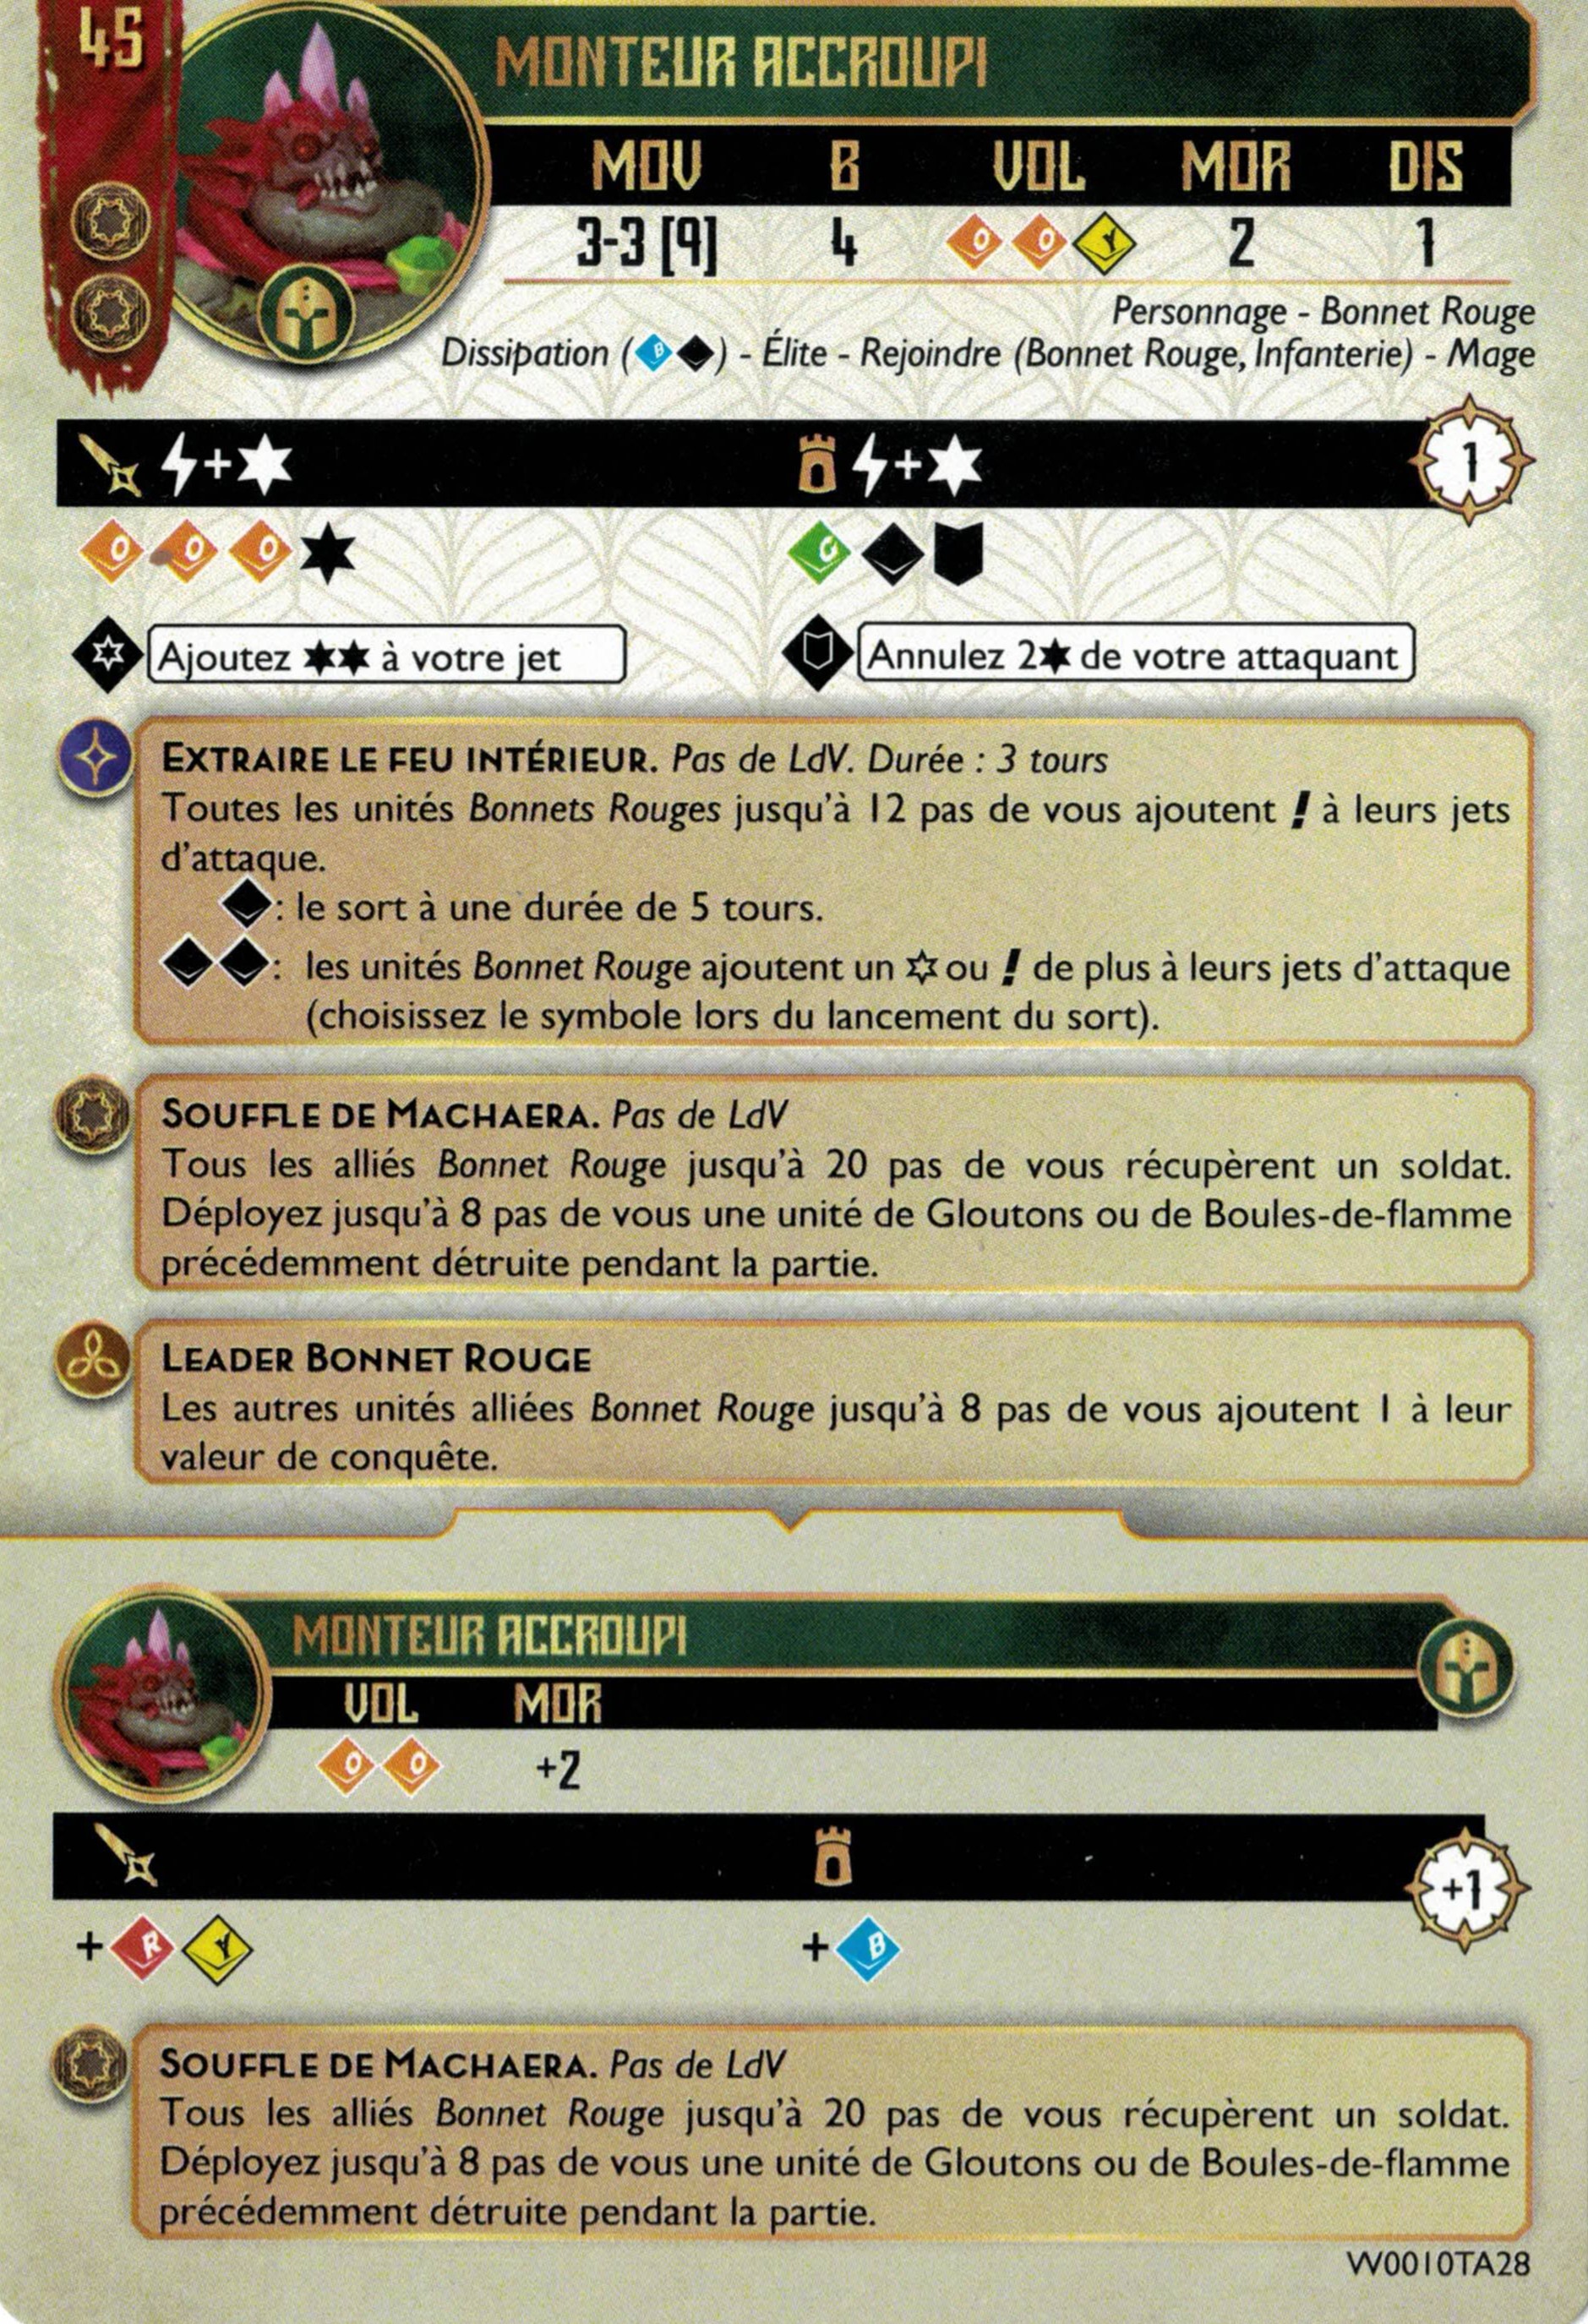 45
MONTEUR ACCROUPI
MOV B VOL MOR DIS
3-3 [9] 4 O O Y 2 1
Personnage - Bonnet Rouge
Dissipation (B) - Élite - Rejoindre (Bonnet Rouge, Infanterie) - Mage
+ + 1
O O O G
Ajoutez à votre jet Annulez 2 de votre attaquant
EXTRAIRE LE FEU INTÉRIEUR. Pas de LdV. Durée : 3 tours
Toutes les unités Bonnets Rouges jusqu'à 12 pas de vous ajoutent ! à leurs jets
d'attaque.
: le sort à une durée de 5 tours.
: les unités Bonnet Rouge ajoutent un ou ! de plus à leurs jets d'attaque
(choisissez le symbole lors du lancement du sort).
SOUFFLE DE MACHAERA. Pas de LdV
Tous les alliés Bonnet Rouge jusqu'à 20 pas de vous récupèrent un soldat.
Déployez jusqu'à 8 pas de vous une unité de Gloutons ou de Boules-de-flamme
précédemment détruite pendant la partie.
LEADER BONNET ROUGE
Les autres unités alliées Bonnet Rouge jusqu'à 8 pas de vous ajoutent 1 à leur
valeur de conquête.
MONTEUR ACCROUPI
VOL MOR
O O +2
+1
+ R Y + B
SOUFFLE DE MACHAERA. Pas de LdV
Tous les alliés Bonnet Rouge jusqu'à 20 pas de vous récupèrent un soldat.
Déployez jusqu'à 8 pas de vous une unité de Gloutons ou de Boules-de-flamme
précédemment détruite pendant la partie.
W0010TA28